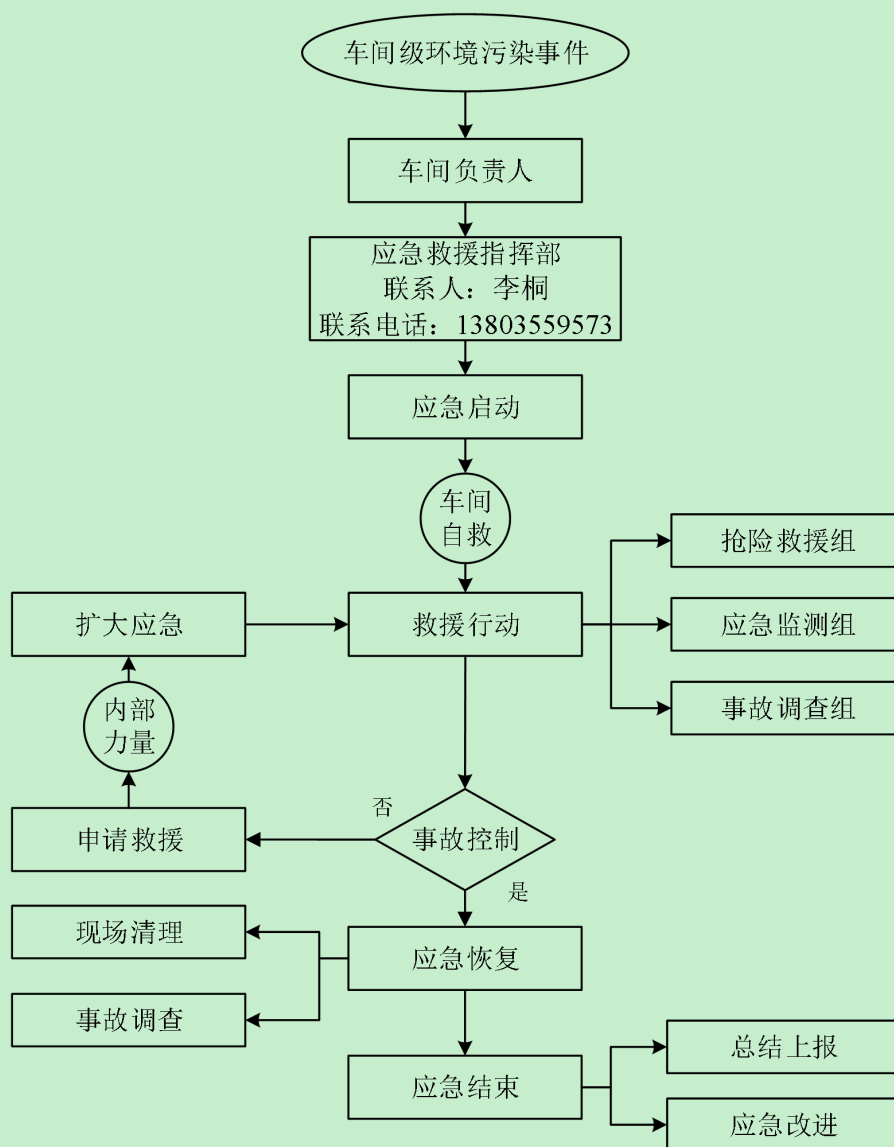 车间级环境污染事件
车间负责人
应急救援指挥部
联系人：李桐
联系电话：13803559573
应急启动
车间
自救
抢险救援组
扩大应急
救援行动
应急监测组
内部
力量
事故调查组
否
申请救援
事故控制
是
现场清理
应急恢复
事故调查
总结上报
应急结束
应急改进